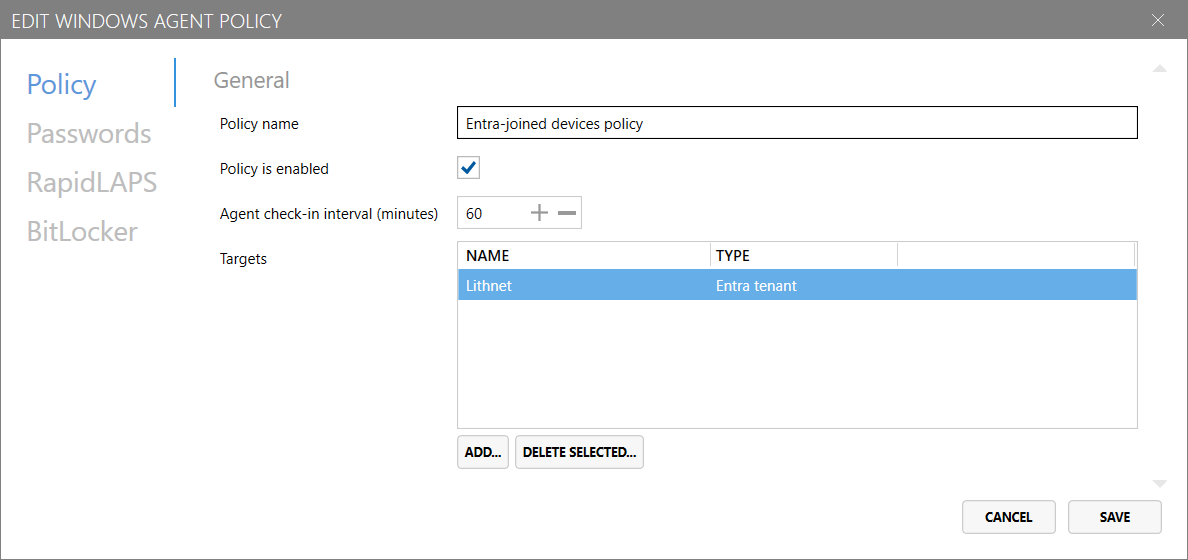 EDIT WINDOWS AGENT POLICY
Policy
Passwords
RapidLAPS
BitLocker
General
Policy name
Entra-joined devices policy
Policy is enabled
Agent check-in interval (minutes)
60
Targets
NAME TYPE
Lithnet Entra tenant
ADD... DELETE SELECTED...
CANCEL SAVE